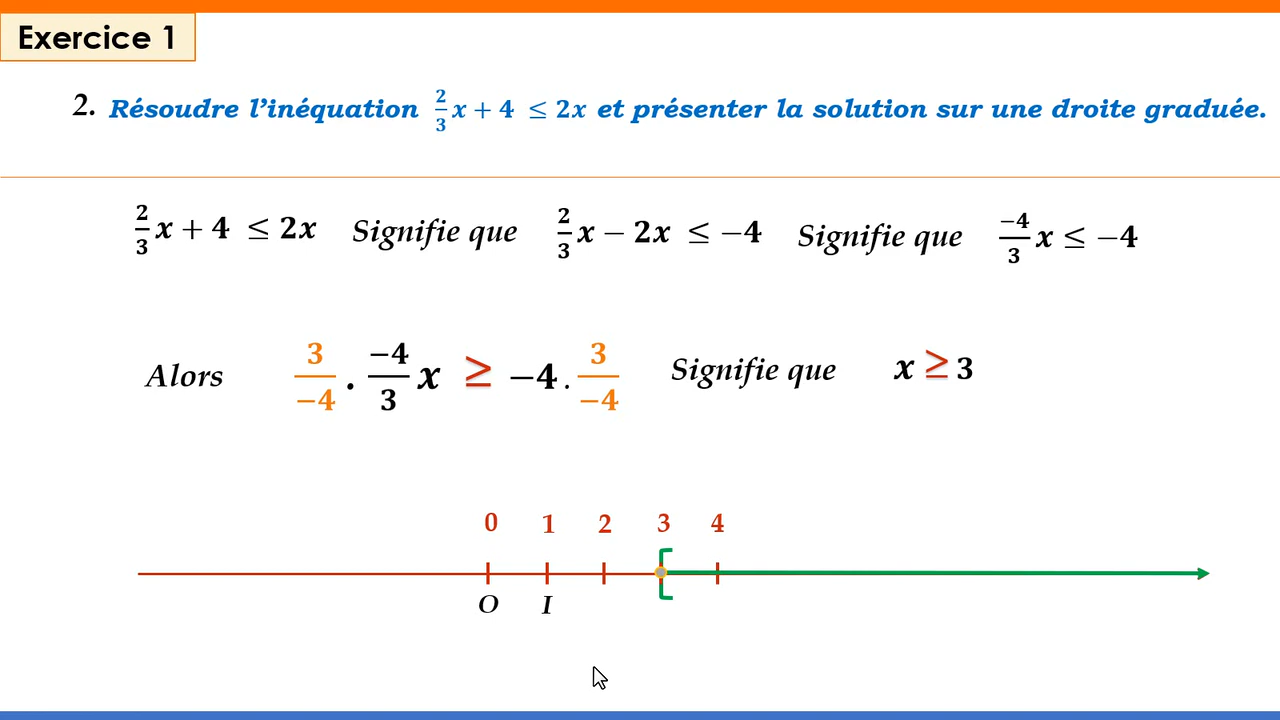 Exercice 1
2. Résoudre l'inéquation 2/3 x + 4 ≤ 2x et présenter la solution sur une droite graduée.
2/3 x + 4 ≤ 2x Signifie que 2/3 x − 2x ≤ −4 Signifie que −4/3 x ≤ −4
Alors 3/−4 . −4/3 x ≥ −4 . 3/−4 Signifie que x ≥ 3
0 1 2 3 4
O I